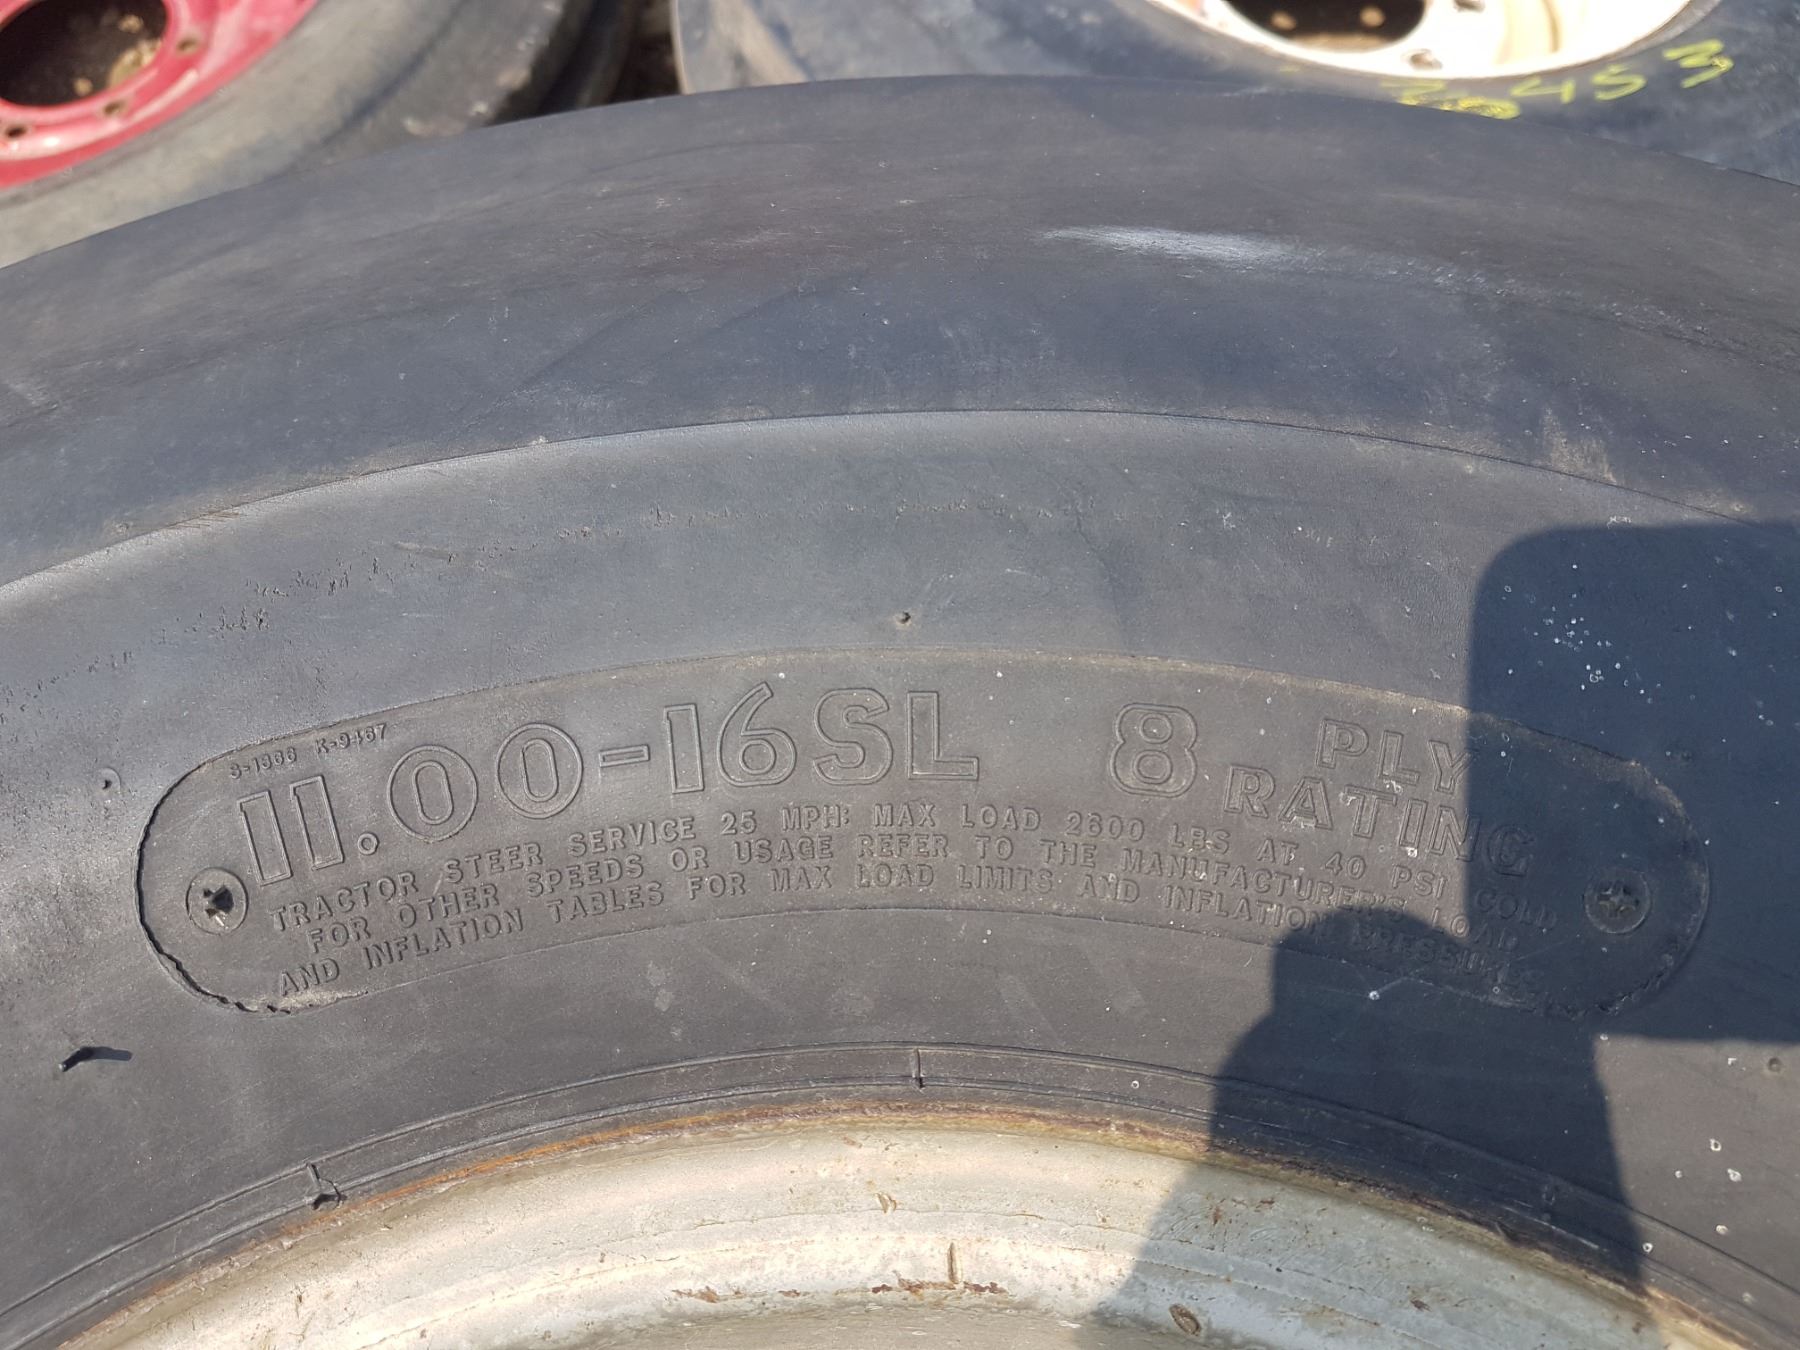 S-1366 K-9467
11.00-16SL 8 PLY RATING
TRACTOR STEER SERVICE 25 MPH: MAX LOAD 2600 LBS AT 40 PSI COLD
FOR OTHER SPEEDS OR USAGE REFER TO THE MANUFACTURER'S LOAD
AND INFLATION TABLES FOR MAX LOAD LIMITS AND INFLATION PRESSURES